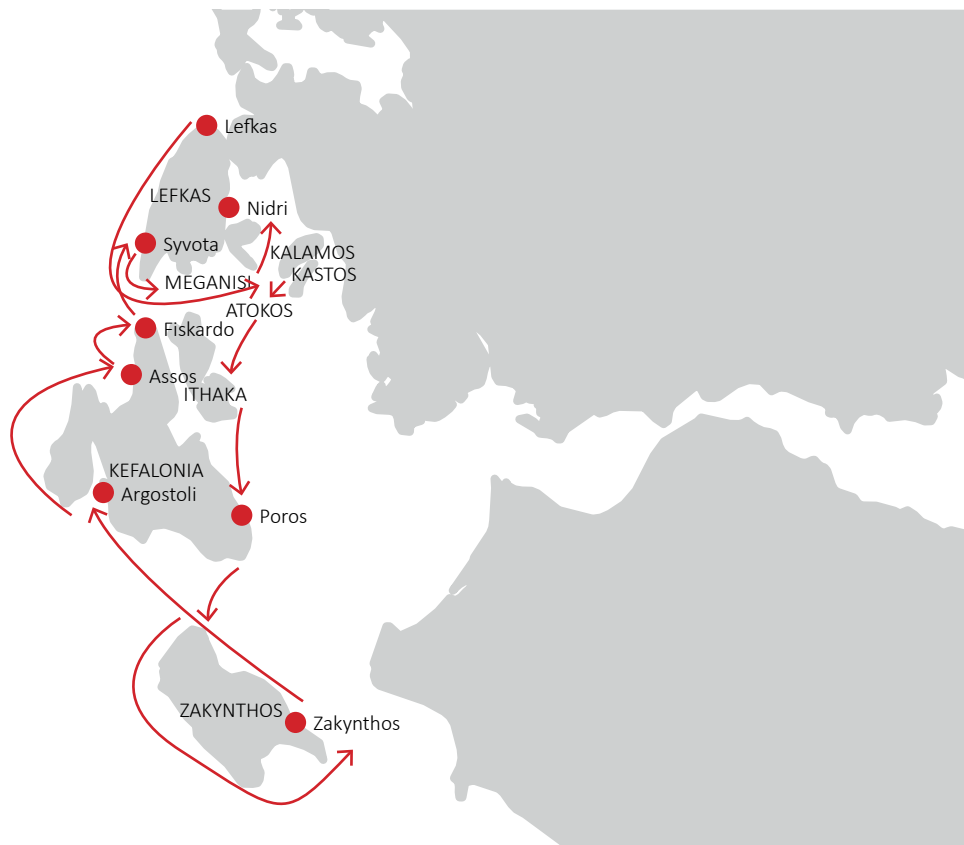 Lefkas
LEFKAS
Nidri
Syvota
KALAMOS
KASTOS
MEGANISI
ATOKOS
Fiskardo
Assos
ITHAKA
KEFALONIA
Argostoli
Poros
ZAKYNTHOS
Zakynthos